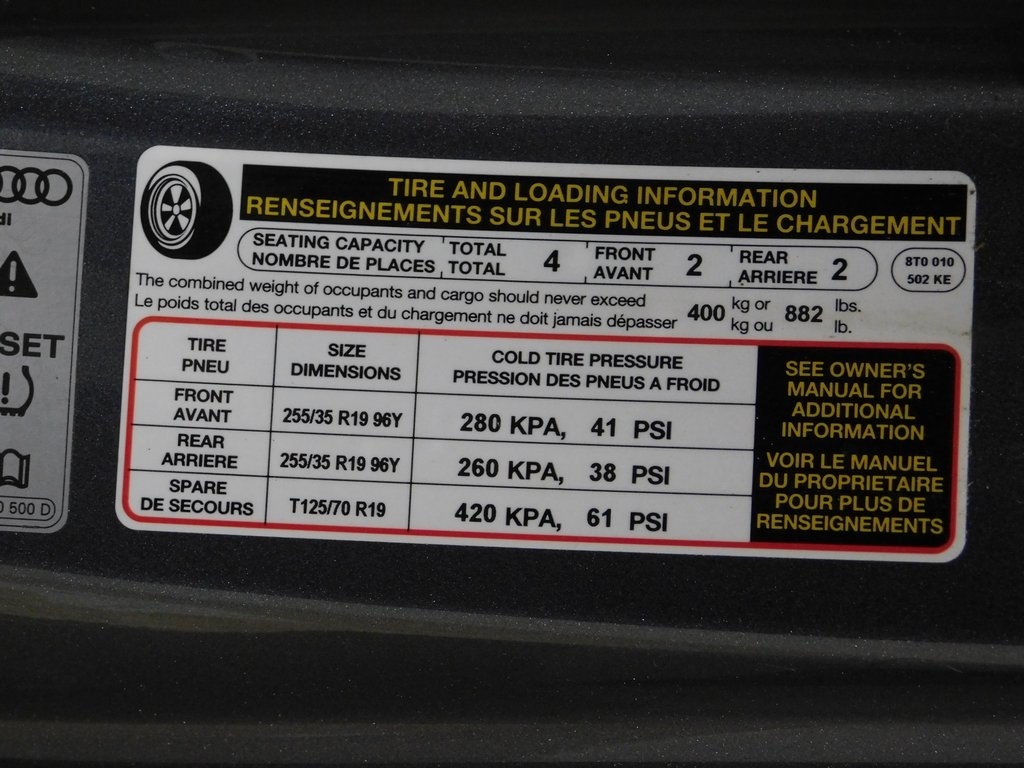 di
SET
0 500 D
TIRE AND LOADING INFORMATION
RENSEIGNEMENTS SUR LES PNEUS ET LE CHARGEMENT
SEATING CAPACITY TOTAL 4 FRONT 2 REAR 2
NOMBRE DE PLACES TOTAL AVANT ARRIERE
8T0 010
502 KE
The combined weight of occupants and cargo should never exceed 400 kg or 882 lbs.
Le poids total des occupants et du chargement ne doit jamais dépasser kg ou lb.
TIRE SIZE COLD TIRE PRESSURE
PNEU DIMENSIONS PRESSION DES PNEUS A FROID
FRONT
AVANT 255/35 R19 96Y 280 KPA, 41 PSI
REAR
ARRIERE 255/35 R19 96Y 260 KPA, 38 PSI
SPARE
DE SECOURS T125/70 R19 420 KPA, 61 PSI
SEE OWNER'S
MANUAL FOR
ADDITIONAL
INFORMATION
VOIR LE MANUEL
DU PROPRIETAIRE
POUR PLUS DE
RENSEIGNEMENTS